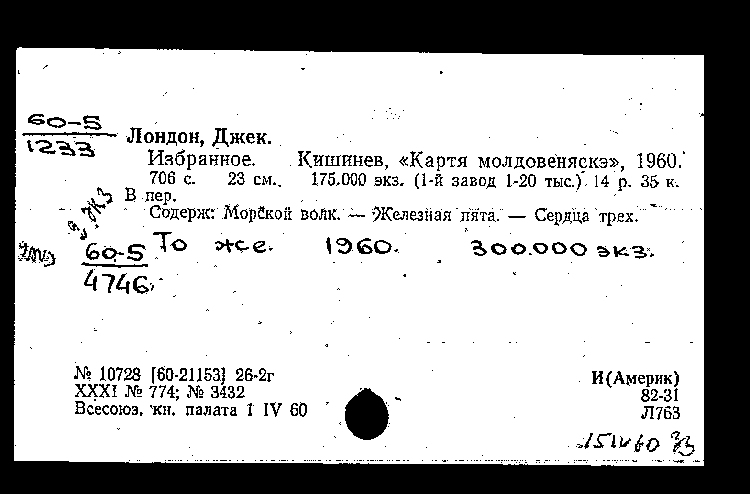 60-5
1233
Лондон, Джек.
Избранное. Кишинев, «Картя молдовеняскэ», 1960.
706 с. 23 см. 175.000 экз. (1-й завод 1-20 тыс.) 14 р. 35 к.
В пер.
Содерж: Морской волк. — Железная пята. — Сердца трех.
2 экз
60-5 То же. 1960. 300.000 экз.
4746
№ 10728 [60-21153] 26-2г
XXXI № 774; № 3432
Всесоюз. кн. палата 1 IV 60
И(Америк)
82-31
Л763